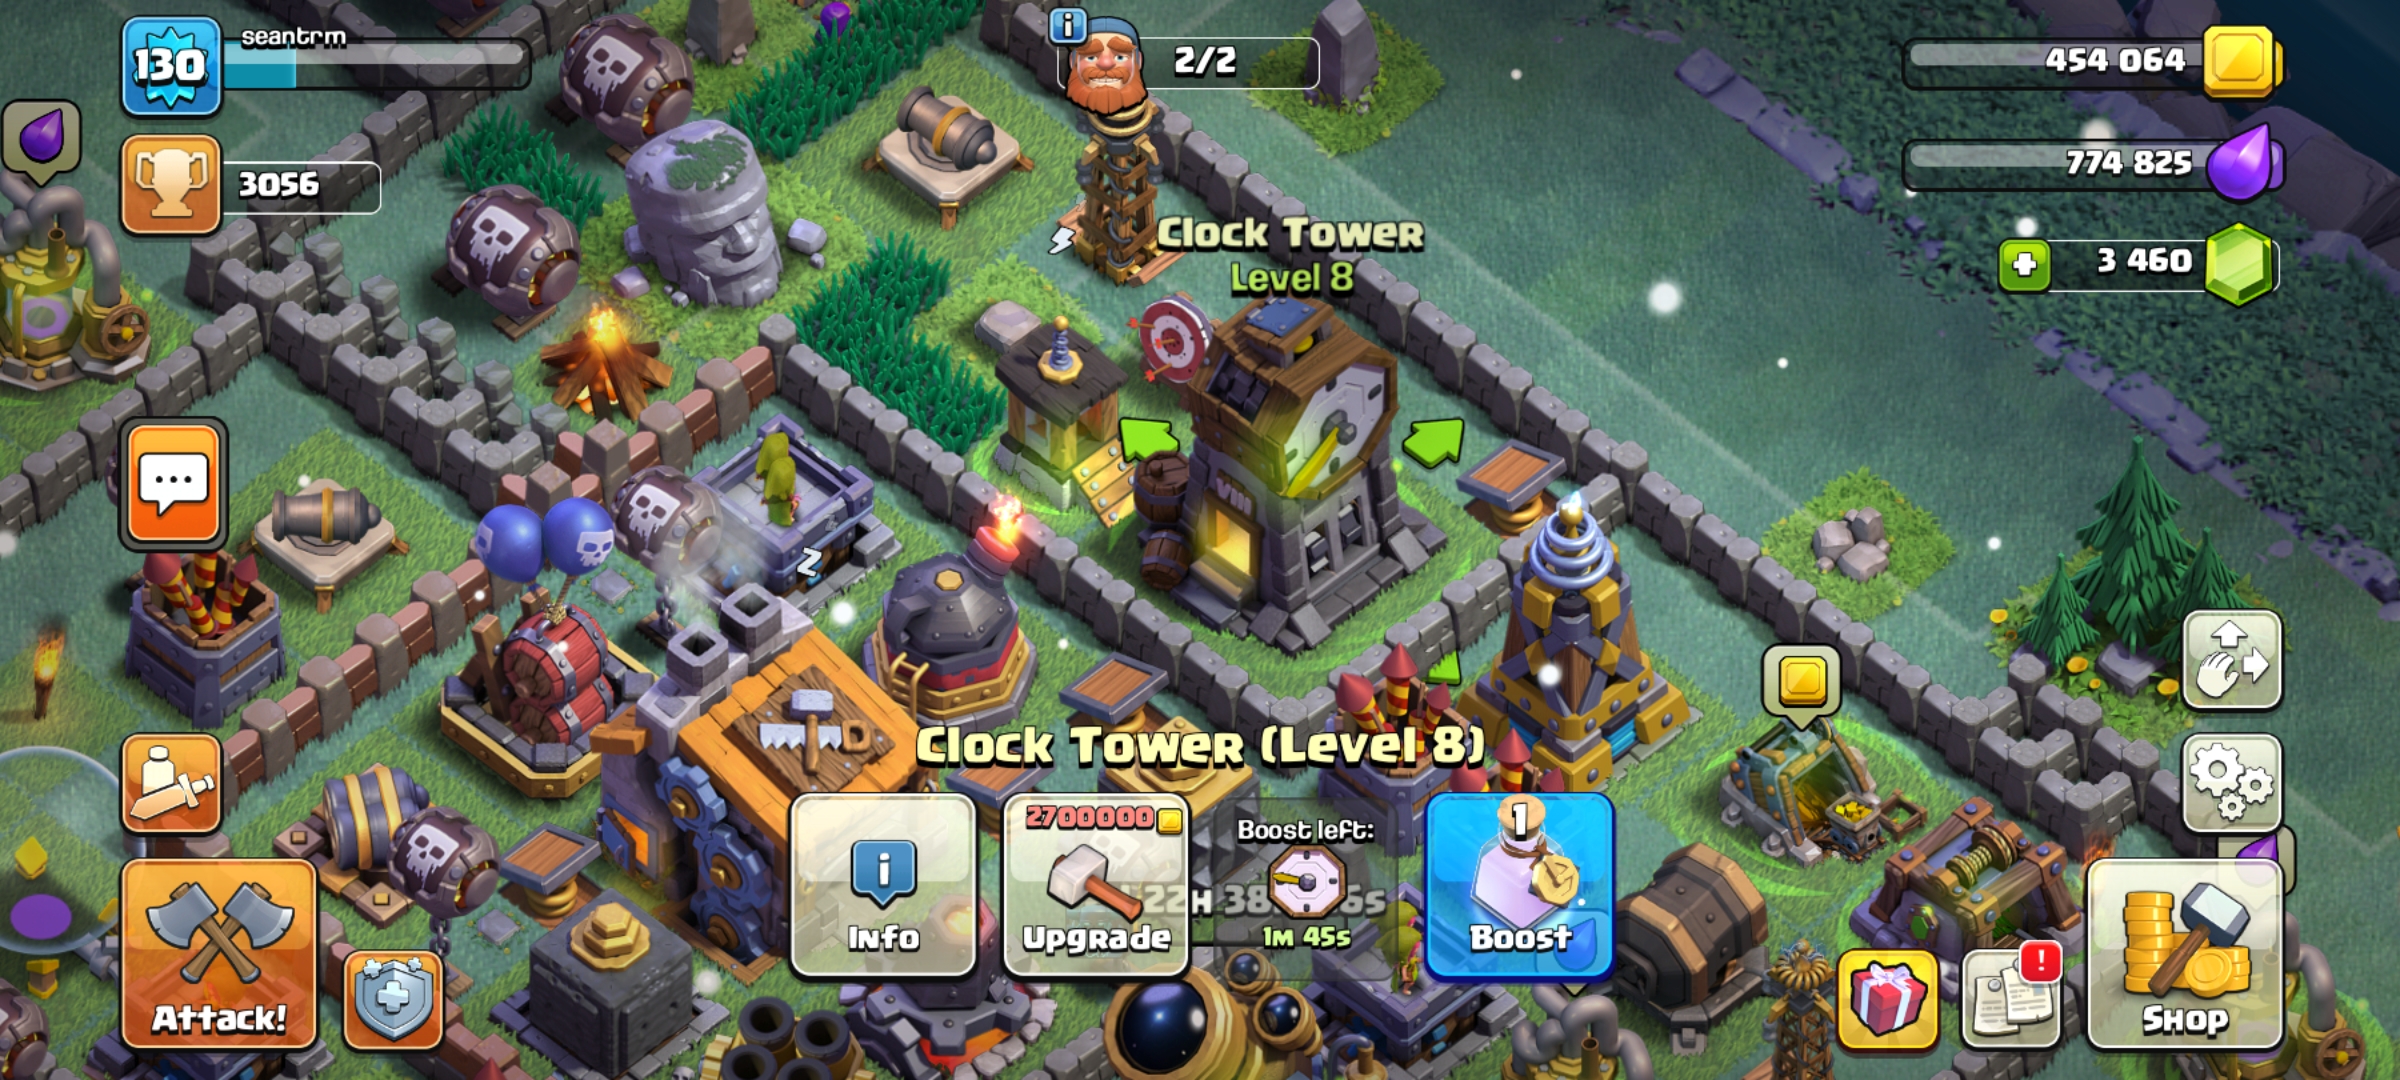 130
seantrm
2/2
454 064
3056
774 825
Clock Tower
Level 8
3 460
VIII
Z
Clock Tower (Level 8)
Info
2700000
Upgrade
Boost left:
1m 45s
1
Boost
Attack!
!
Shop